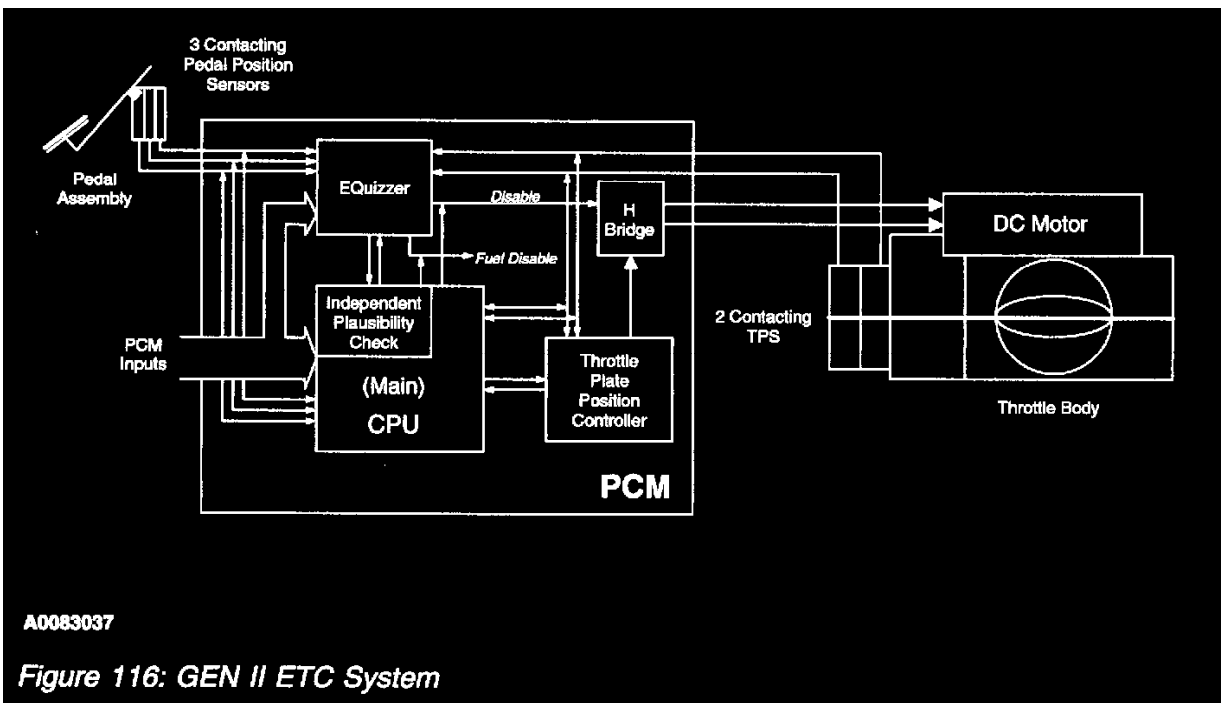 3 Contacting
Pedal Position
Sensors
Pedal
Assembly
EQuizzer
Disable
H
Bridge
DC Motor
Fuel Disable
Independent
Plausibility
Check
2 Contacting
TPS
PCM
Inputs
Throttle
Plate
Position
Controller
(Main)
CPU
Throttle Body
PCM
A0083037
Figure 116: GEN II ETC System